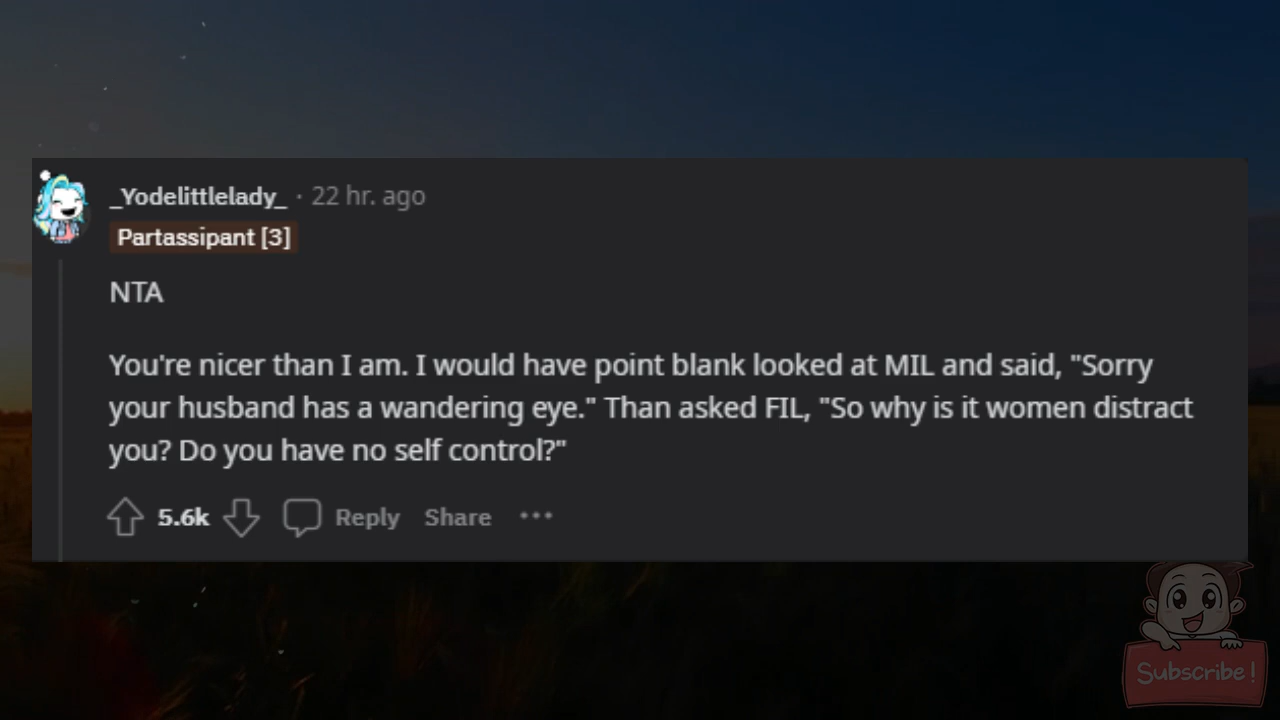 _Yodelittlelady_ · 22 hr. ago
Partassipant [3]
NTA
You're nicer than I am. I would have point blank looked at MIL and said, "Sorry
your husband has a wandering eye." Than asked FIL, "So why is it women distract
you? Do you have no self control?"
5.6k Reply Share ···
Subscribe!